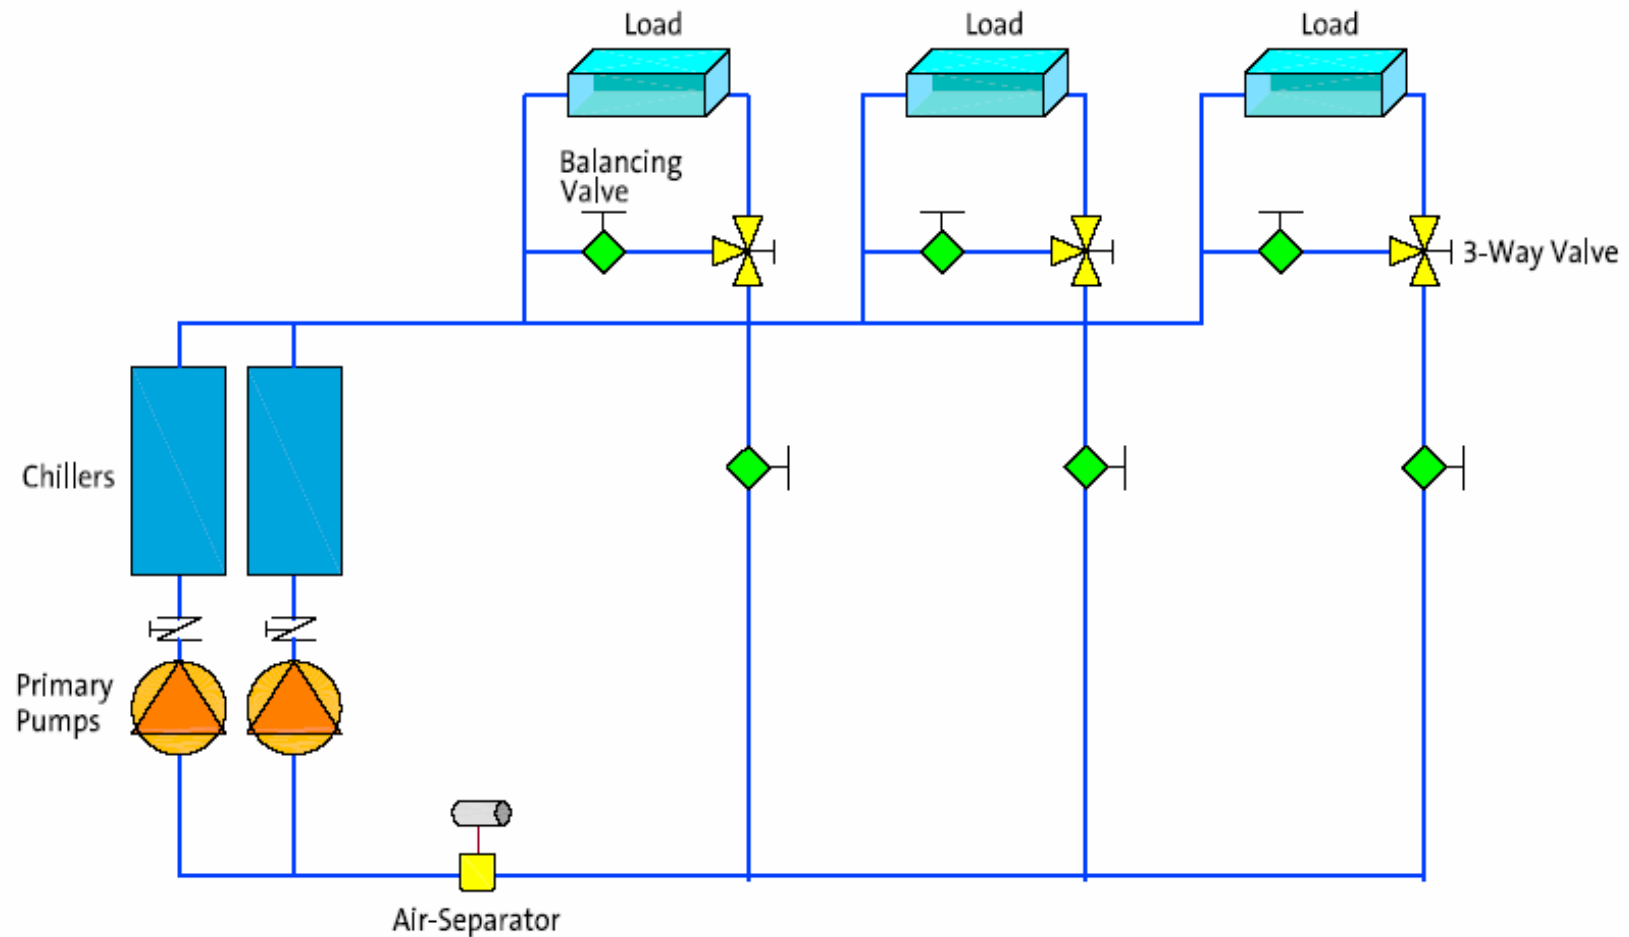 Load
Load
Load
Balancing
Valve
3-Way Valve
Chillers
Primary
Pumps
Air-Separator